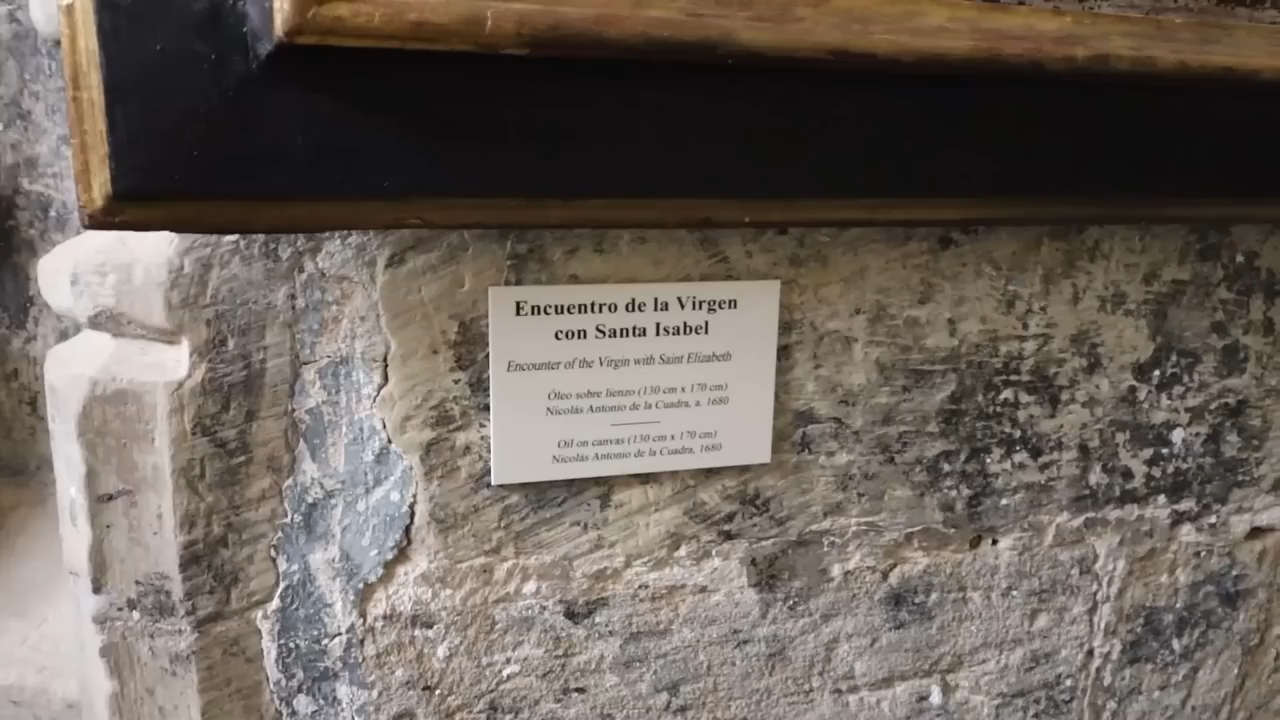 Encuentro de la Virgen
con Santa Isabel
Encounter of the Virgin with Saint Elizabeth
Óleo sobre lienzo (130 cm x 170 cm)
Nicolás Antonio de la Cuadra, a. 1680
Oil on canvas (130 cm x 170 cm)
Nicolás Antonio de la Cuadra, 1680